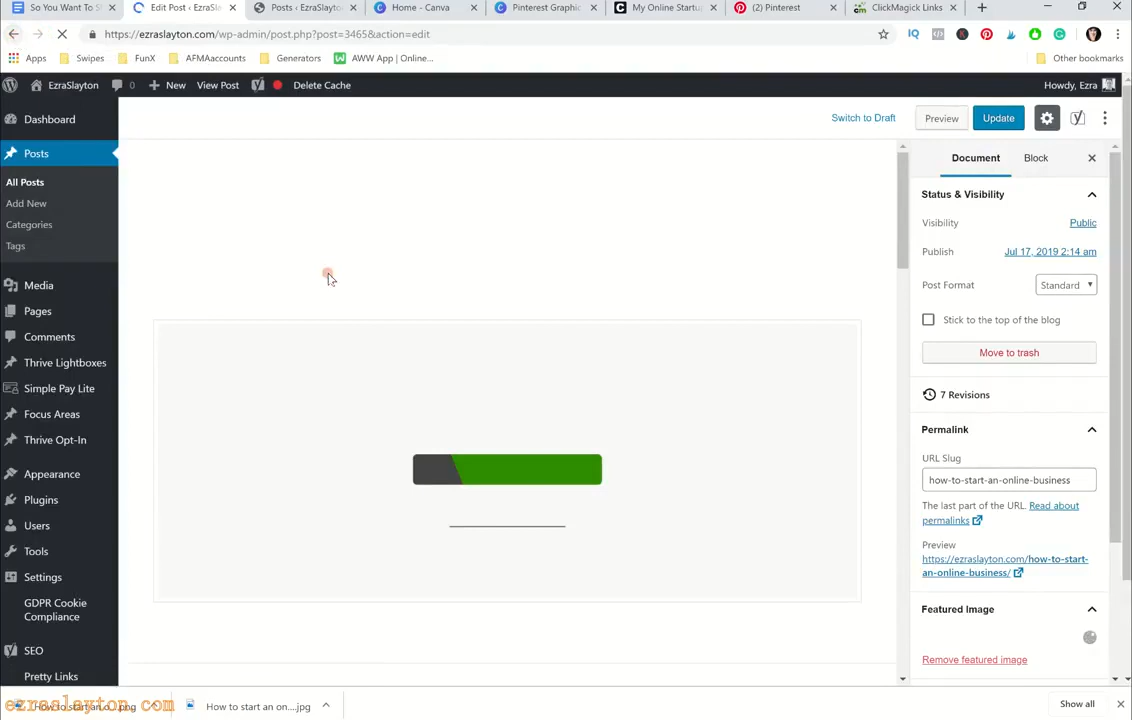 So You Want To St
Edit Post ‹ EzraSla
Posts ‹ EzraSlayto
Home - Canva
Pinterest Graphic
My Online Startup
(2) Pinterest
ClickMagick Links
https://ezraslayton.com/wp-admin/post.php?post=3465&action=edit
Apps
Swipes
FunX
AFMAaccounts
Generators
AWW App | Online...
Other bookmarks
EzraSlayton
0
New
View Post
Delete Cache
Howdy, Ezra
Dashboard
Switch to Draft
Preview
Update
Posts
All Posts
Add New
Categories
Tags
Media
Pages
Comments
Thrive Lightboxes
Simple Pay Lite
Focus Areas
Thrive Opt-In
Appearance
Plugins
Users
Tools
Settings
GDPR Cookie
Compliance
SEO
Pretty Links
Document
Block
Status & Visibility
Visibility
Public
Publish
Jul 17, 2019 2:14 am
Post Format
Standard
Stick to the top of the blog
Move to trash
7 Revisions
Permalink
URL Slug
how-to-start-an-online-business
The last part of the URL. Read about
permalinks
Preview
https://ezraslayton.com/how-to-start-
an-online-business/
Featured Image
Remove featured image
ezraslayton.com
How to start an on....jpg
Show all